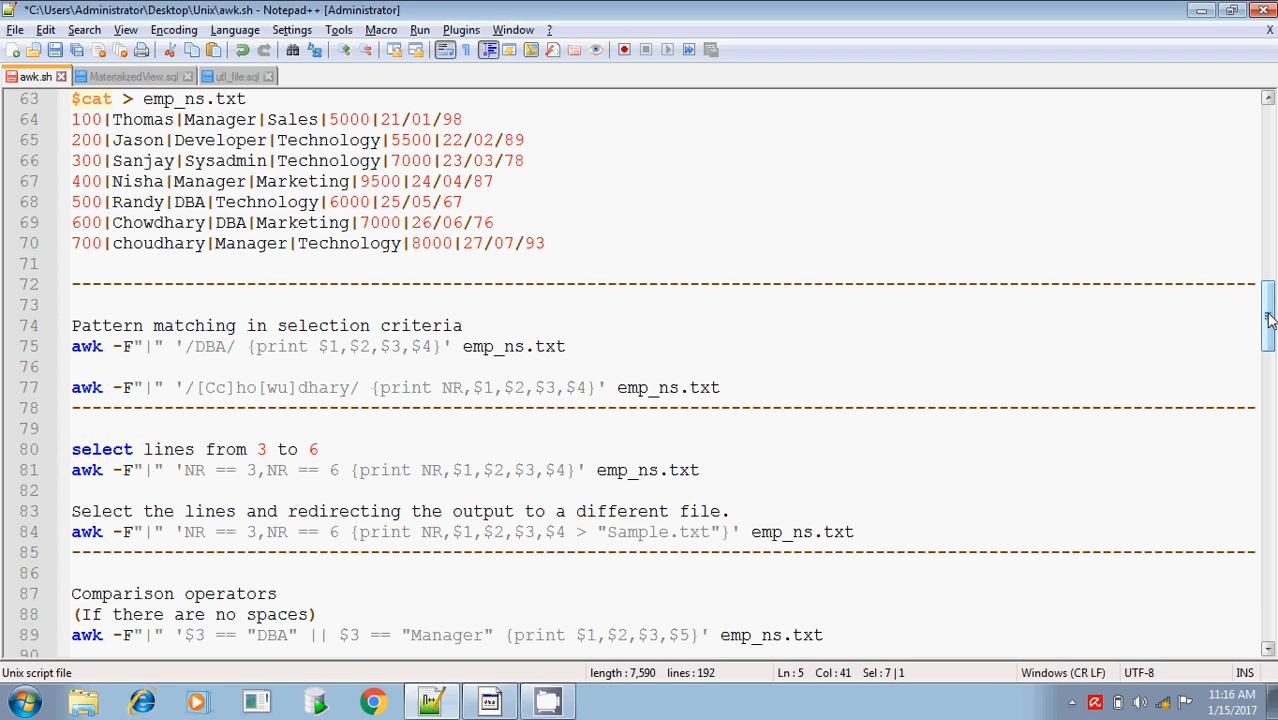 *C:\Users\Administrator\Desktop\Unix\awk.sh - Notepad++ [Administrator]
File Edit Search View Encoding Language Settings Tools Macro Run Plugins Window ? X
awk.sh MaterializedView.sql utl_file.sql
63 $cat > emp_ns.txt
64 100|Thomas|Manager|Sales|5000|21/01/98
65 200|Jason|Developer|Technology|5500|22/02/89
66 300|Sanjay|Sysadmin|Technology|7000|23/03/78
67 400|Nisha|Manager|Marketing|9500|24/04/87
68 500|Randy|DBA|Technology|6000|25/05/67
69 600|Chowdhary|DBA|Marketing|7000|26/06/76
70 700|choudhary|Manager|Technology|8000|27/07/93
71
72 -------------------------------------------------------------------------------------------------------------------
73
74 Pattern matching in selection criteria
75 awk -F"|" '/DBA/ {print $1,$2,$3,$4}' emp_ns.txt
76
77 awk -F"|" '/[Cc]ho[wu]dhary/ {print NR,$1,$2,$3,$4}' emp_ns.txt
78 -------------------------------------------------------------------------------------------------------------------
79
80 select lines from 3 to 6
81 awk -F"|" 'NR == 3,NR == 6 {print NR,$1,$2,$3,$4}' emp_ns.txt
82
83 Select the lines and redirecting the output to a different file.
84 awk -F"|" 'NR == 3,NR == 6 {print NR,$1,$2,$3,$4 > "Sample.txt"}' emp_ns.txt
85 -------------------------------------------------------------------------------------------------------------------
86
87 Comparison operators
88 (If there are no spaces)
89 awk -F"|" '$3 == "DBA" || $3 == "Manager" {print $1,$2,$3,$5}' emp_ns.txt
90
Unix script file length : 7,590 lines : 192 Ln : 5 Col : 41 Sel : 7 | 1 Windows (CR LF) UTF-8 INS
11:16 AM
1/15/2017